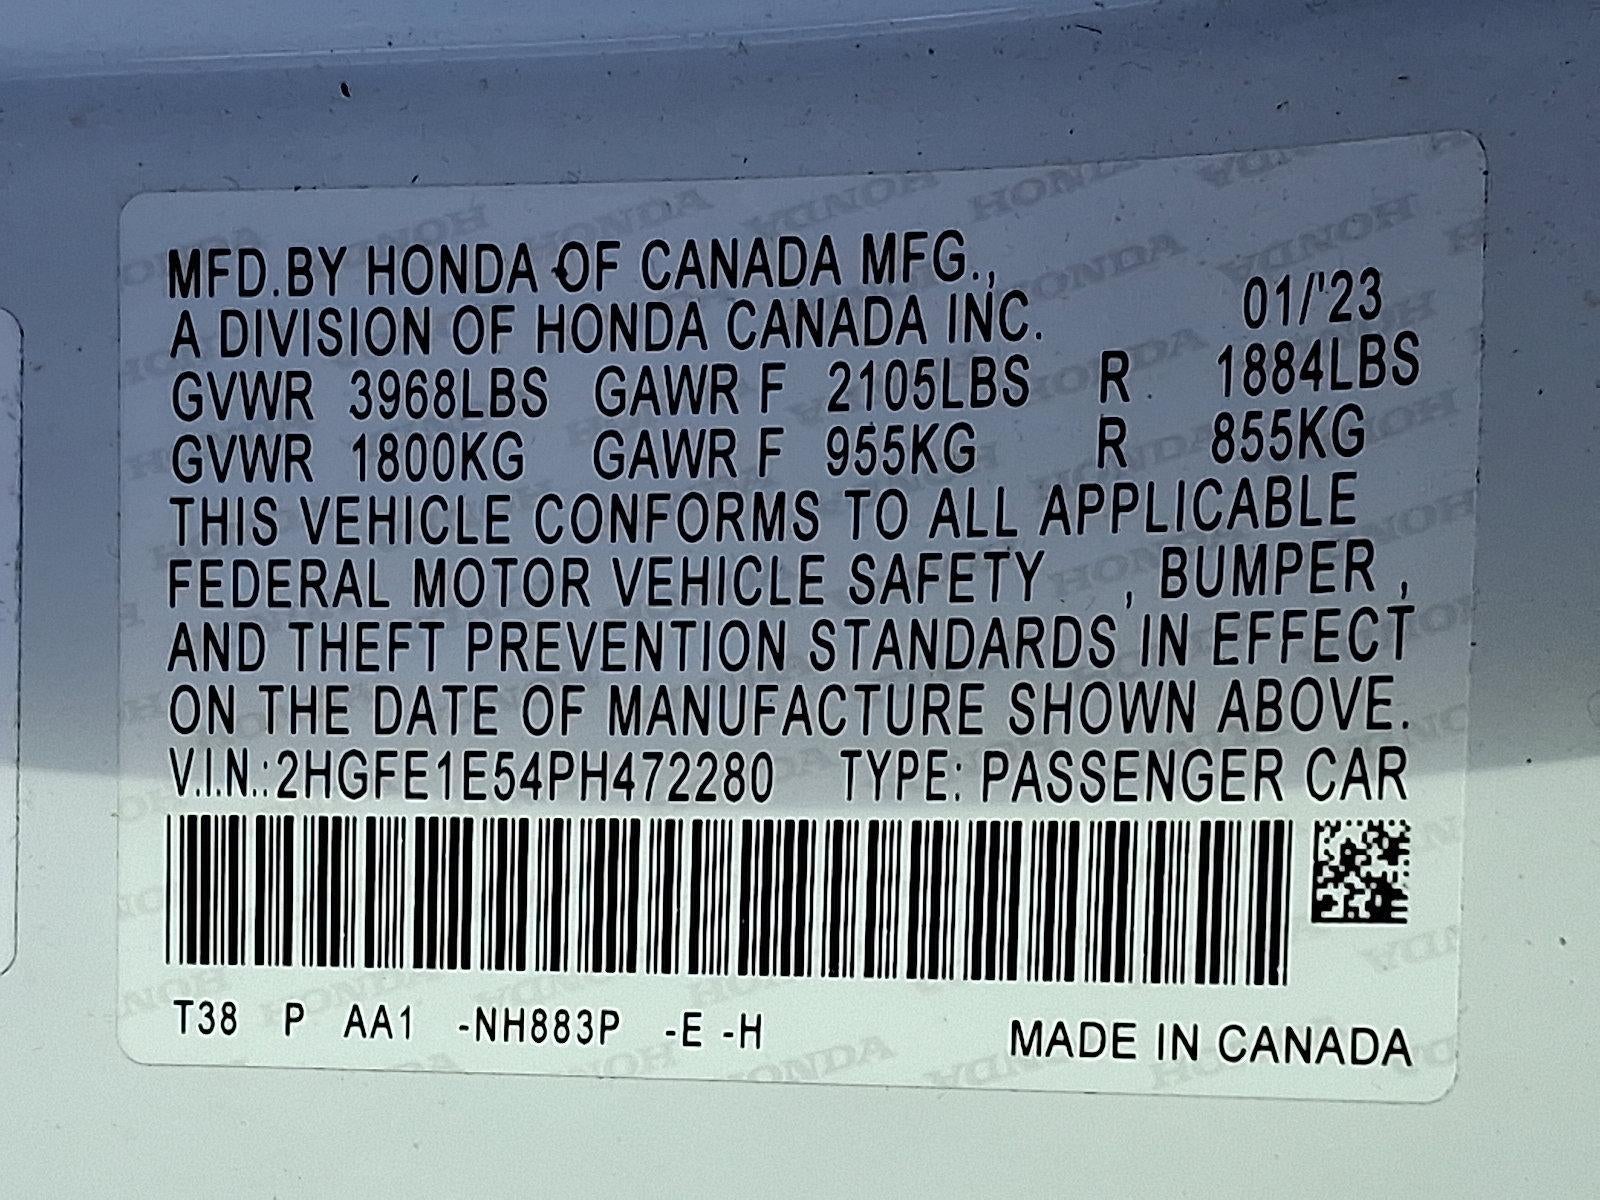 MFD.BY HONDA OF CANADA MFG.,
A DIVISION OF HONDA CANADA INC. 01/'23
GVWR 3968LBS GAWR F 2105LBS R 1884LBS
GVWR 1800KG GAWR F 955KG R 855KG
THIS VEHICLE CONFORMS TO ALL APPLICABLE
FEDERAL MOTOR VEHICLE SAFETY , BUMPER ,
AND THEFT PREVENTION STANDARDS IN EFFECT
ON THE DATE OF MANUFACTURE SHOWN ABOVE.
V.I.N.:2HGFE1E54PH472280 TYPE: PASSENGER CAR
T38 P AA1 -NH883P -E -H MADE IN CANADA